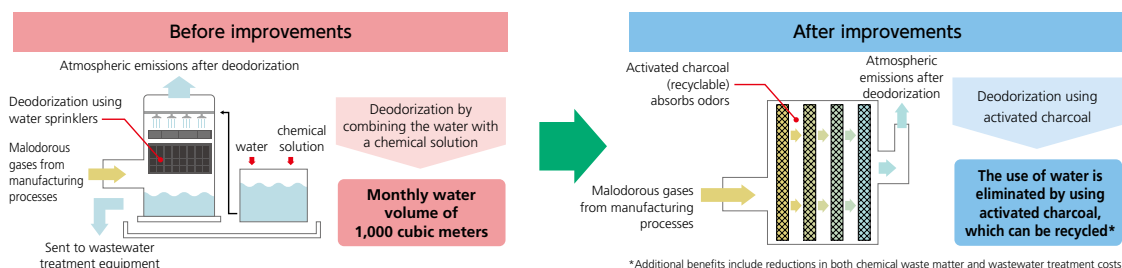 Before improvements
Atmospheric emissions after deodorization
Deodorization using
water sprinklers
Malodorous
gases from
manufacturing
processes
Sent to wastewater
treatment equipment
water
chemical
solution
Deodorization by
combining the water with
a chemical solution
Monthly water
volume of
1,000 cubic meters
After improvements
Activated charcoal
(recyclable)
absorbs odors
Atmospheric
emissions after
deodorization
Malodorous gases
from manufacturing
processes
Deodorization using
activated charcoal
The use of water is
eliminated by using
activated charcoal,
which can be recycled*
*Additional benefits include reductions in both chemical waste matter and wastewater treatment costs